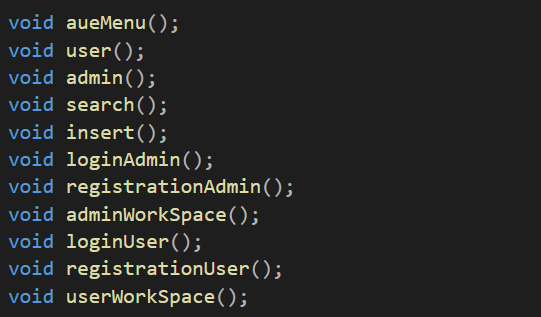 void aueMenu();
void user();
void admin();
void search();
void insert();
void loginAdmin();
void registrationAdmin();
void adminWorkSpace();
void loginUser();
void registrationUser();
void userWorkSpace();